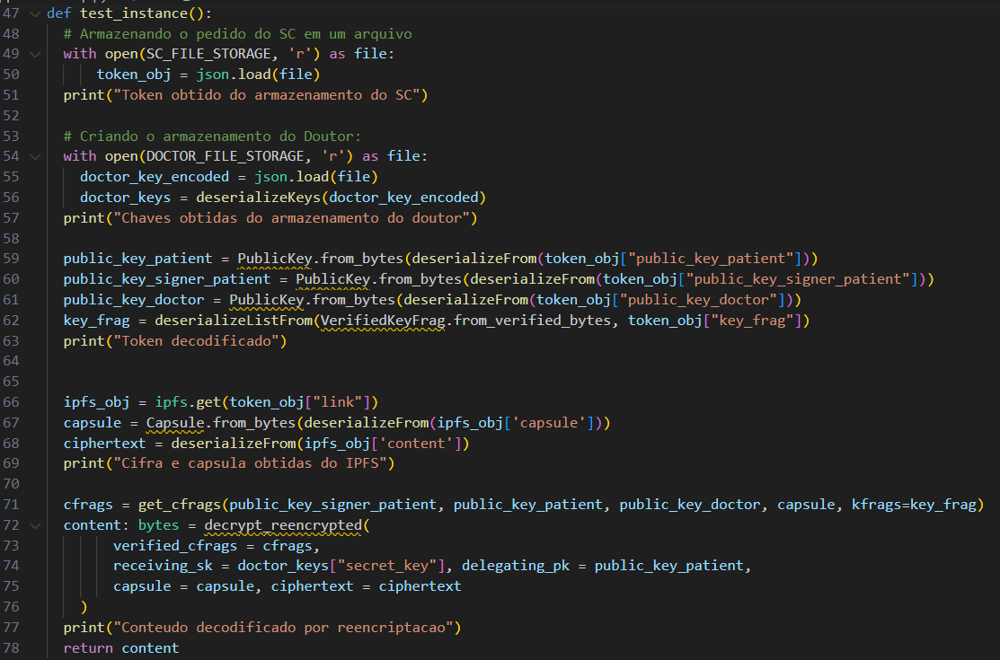 47 def test_instance():
48 # Armazenando o pedido do SC em um arquivo
49 with open(SC_FILE_STORAGE, 'r') as file:
50 token_obj = json.load(file)
51 print("Token obtido do armazenamento do SC")
52
53 # Criando o armazenamento do Doutor:
54 with open(DOCTOR_FILE_STORAGE, 'r') as file:
55 doctor_key_encoded = json.load(file)
56 doctor_keys = deserializeKeys(doctor_key_encoded)
57 print("Chaves obtidas do armazenamento do doutor")
58
59 public_key_patient = PublicKey.from_bytes(deserializeFrom(token_obj["public_key_patient"]))
60 public_key_signer_patient = PublicKey.from_bytes(deserializeFrom(token_obj["public_key_signer_patient"]))
61 public_key_doctor = PublicKey.from_bytes(deserializeFrom(token_obj["public_key_doctor"]))
62 key_frag = deserializeListFrom(VerifiedKeyFrag.from_verified_bytes, token_obj["key_frag"])
63 print("Token decodificado")
64
65
66 ipfs_obj = ipfs.get(token_obj["link"])
67 capsule = Capsule.from_bytes(deserializeFrom(ipfs_obj['capsule']))
68 ciphertext = deserializeFrom(ipfs_obj['content'])
69 print("Cifra e capsula obtidas do IPFS")
70
71 cfrags = get_cfrags(public_key_signer_patient, public_key_patient, public_key_doctor, capsule, kfrags=key_frag)
72 content: bytes = decrypt_reencrypted(
73 verified_cfrags = cfrags,
74 receiving_sk = doctor_keys["secret_key"], delegating_pk = public_key_patient,
75 capsule = capsule, ciphertext = ciphertext
76 )
77 print("Conteudo decodificado por reencriptacao")
78 return content